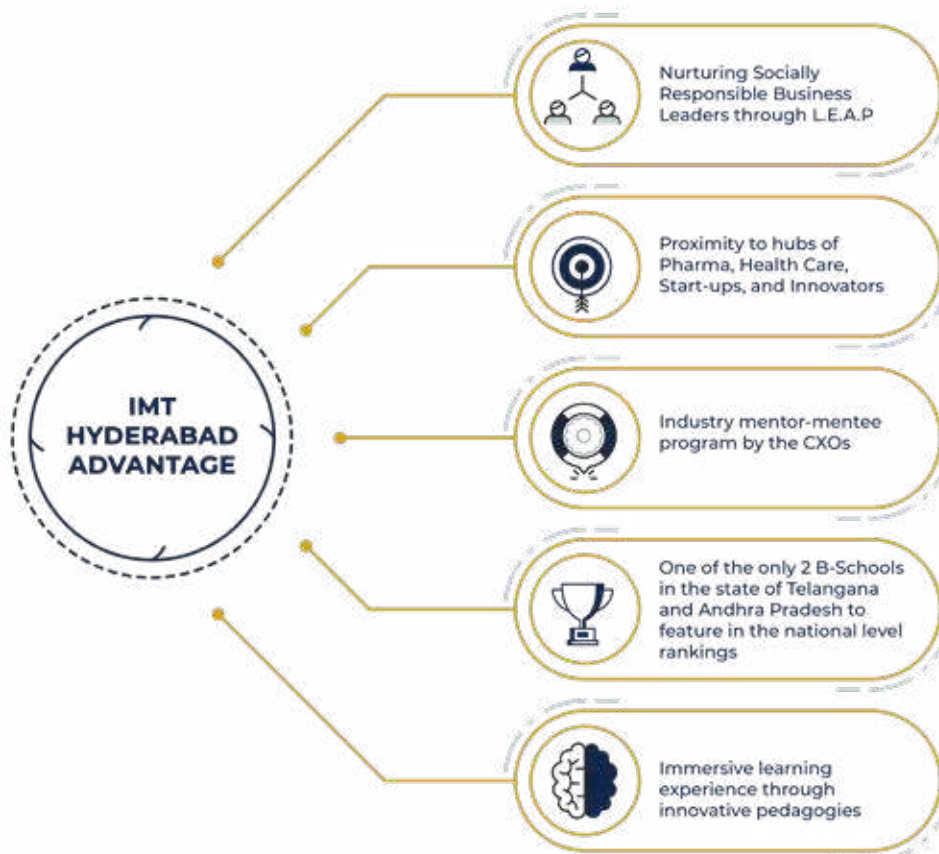 IMT
HYDERABAD
ADVANTAGE
Nurturing Socially
Responsible Business
Leaders through L.E.A.P
Proximity to hubs of
Pharma, Health Care,
Start-ups, and Innovators
Industry mentor-mentee
program by the CXOs
One of the only 2 B-Schools
in the state of Telangana
and Andhra Pradesh to
feature in the national level
rankings
Immersive learning
experience through
innovative pedagogies